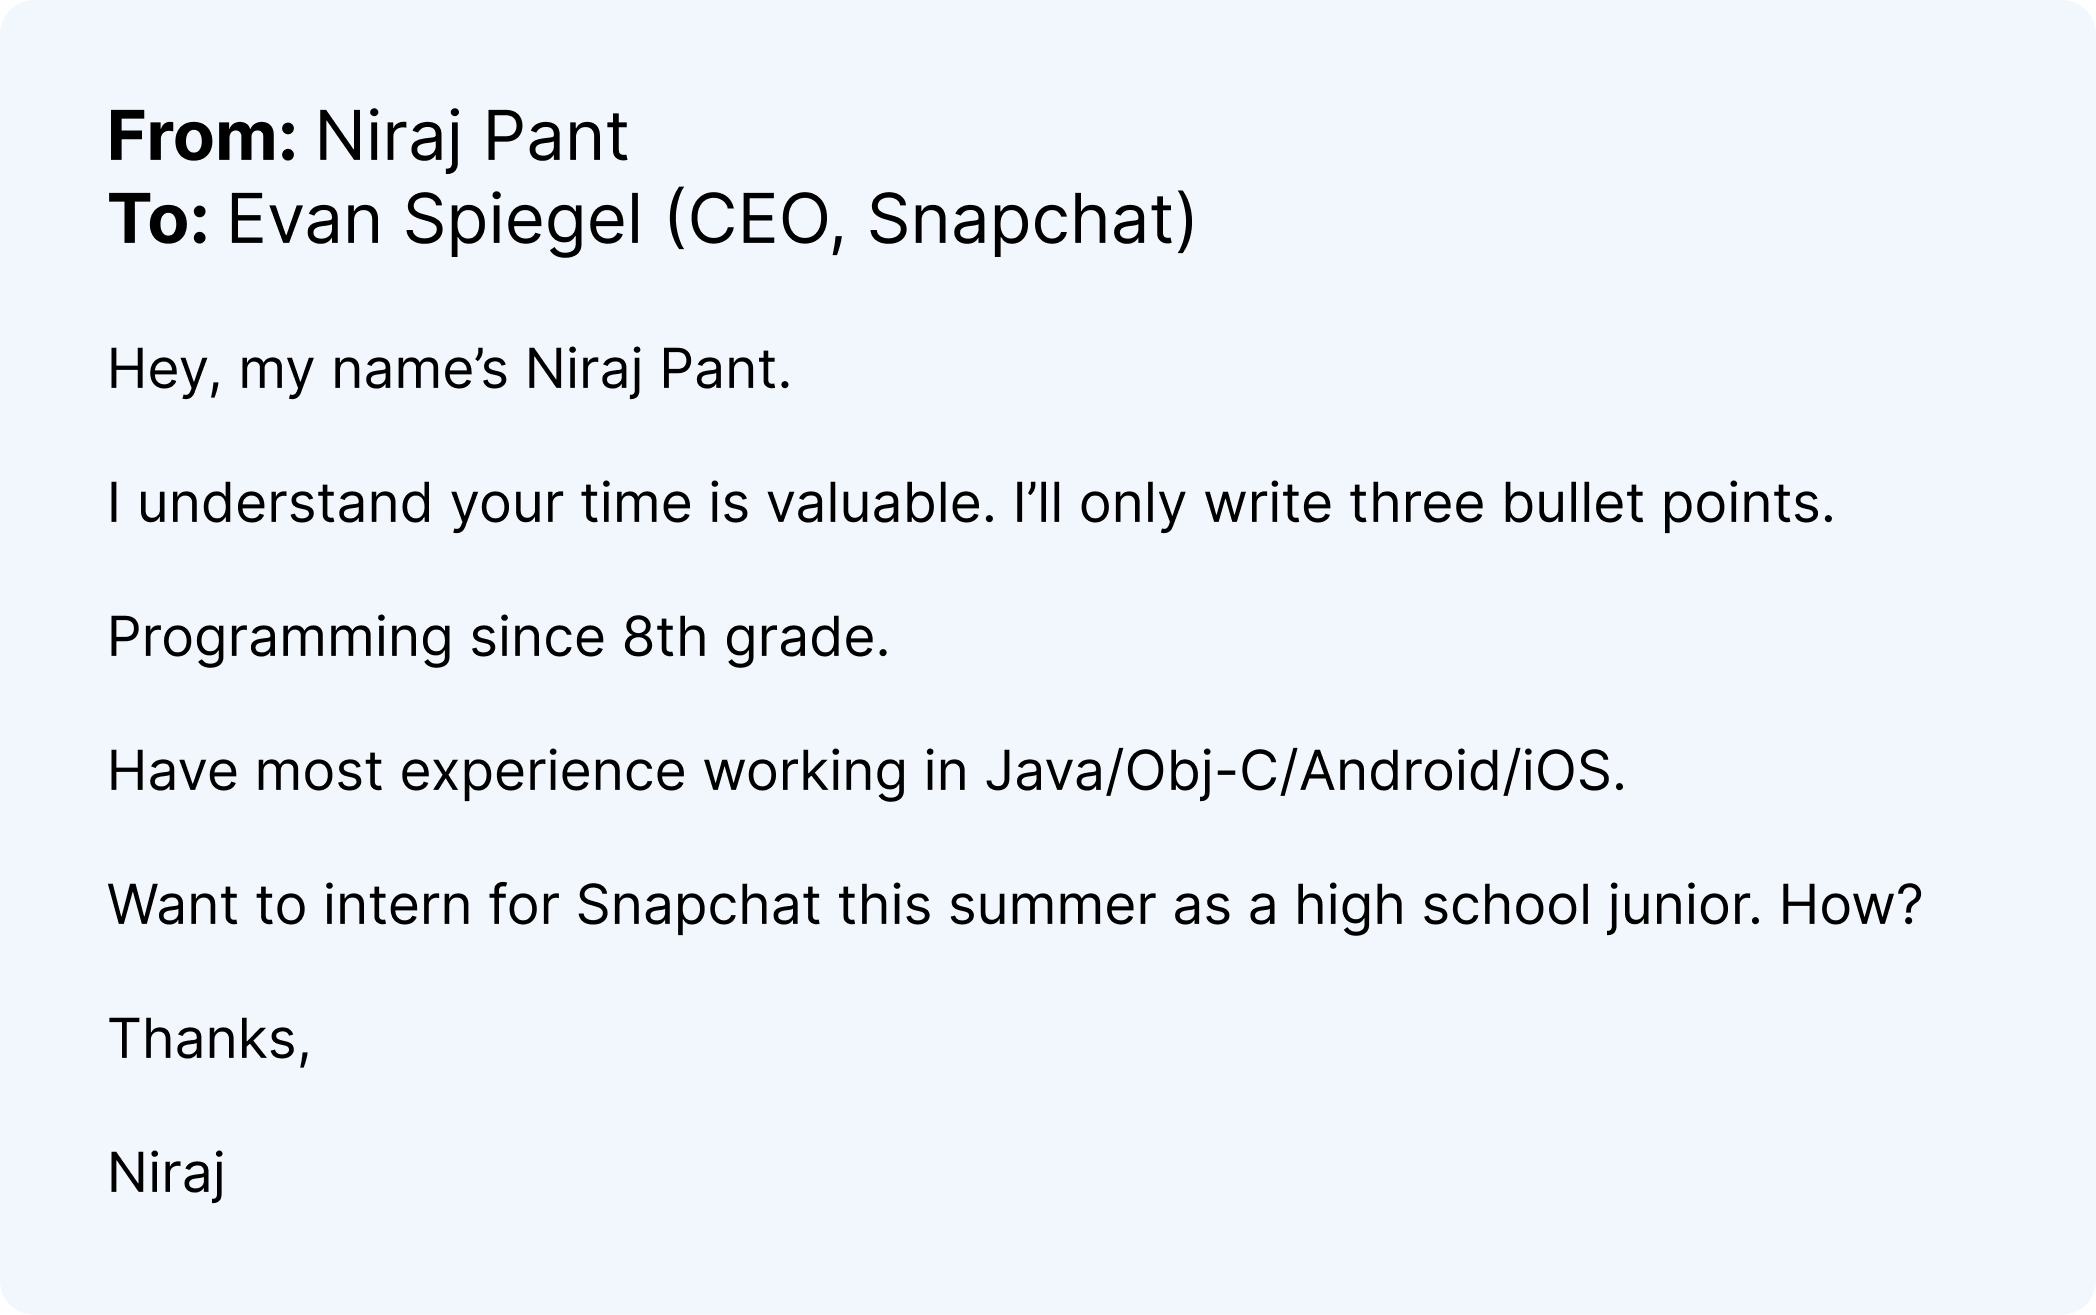 From: Niraj Pant
To: Evan Spiegel (CEO, Snapchat)
Hey, my name’s Niraj Pant.
I understand your time is valuable. I’ll only write three bullet points.
Programming since 8th grade.
Have most experience working in Java/Obj-C/Android/iOS.
Want to intern for Snapchat this summer as a high school junior. How?
Thanks,
Niraj